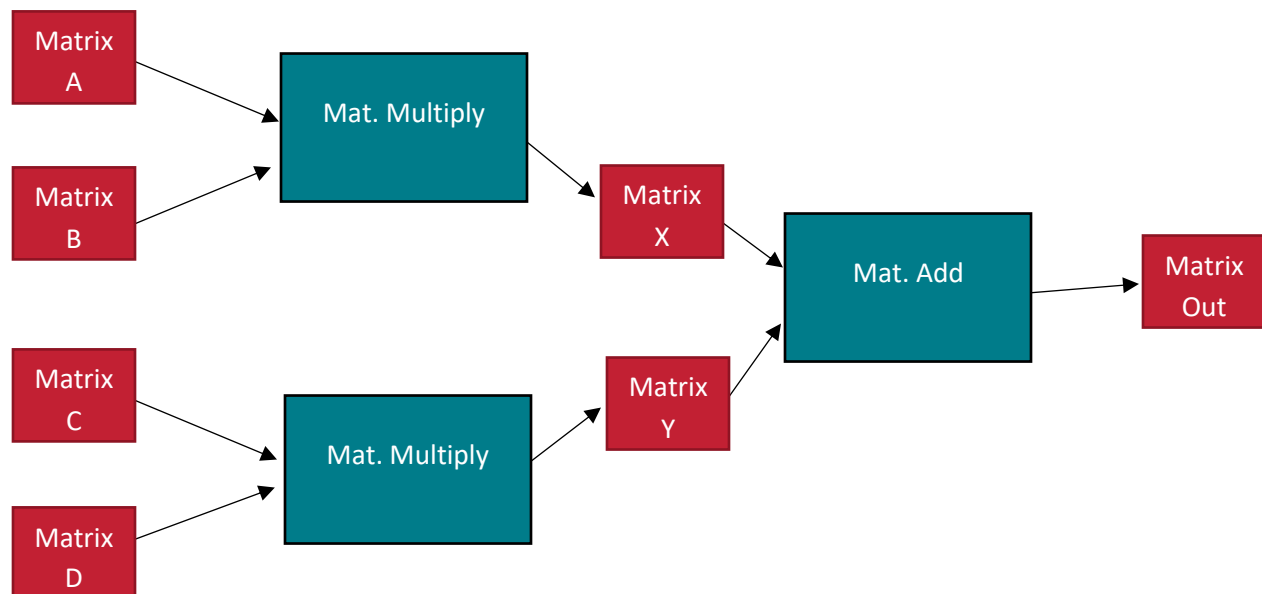 Matrix
A
Mat. Multiply
Matrix
B
Matrix
X
Mat. Add
Matrix
Out
Matrix
C
Mat. Multiply
Matrix
Y
Matrix
D